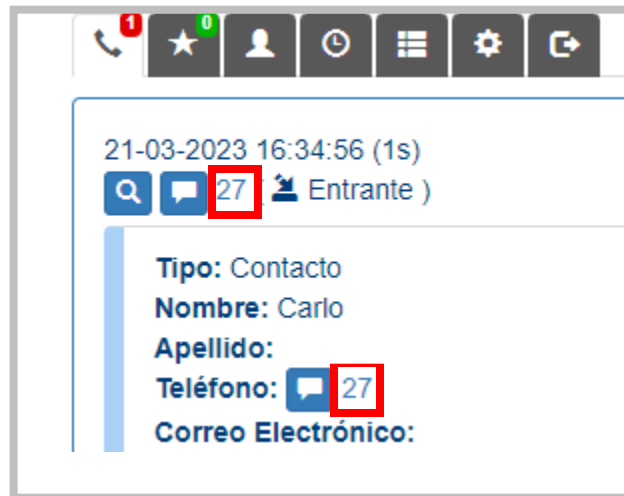 1 0
21-03-2023 16:34:56 (1s)
27 ( Entrante )
Tipo: Contacto
Nombre: Carlo
Apellido:
Teléfono: 27
Correo Electrónico: